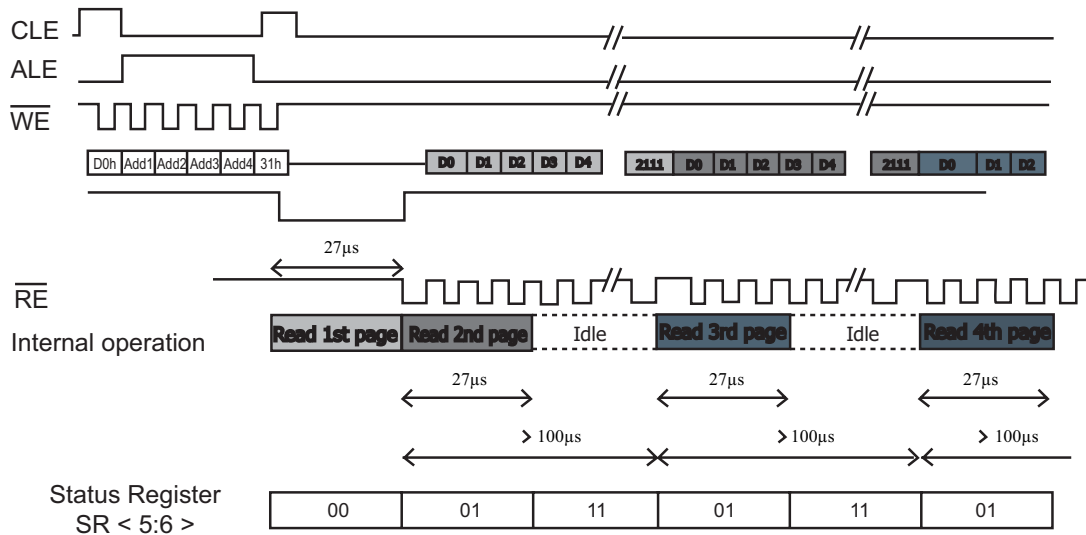 CLE
ALE
WE
D0h Add1 Add2 Add3 Add4 31h D0 D1 D2 D3 D4 2111 D0 D1 D2 D3 D4 2111 D0 D1 D2
27µs
RE
Internal operation
Read 1st page Read 2nd page Idle Read 3rd page Idle Read 4th page
27µs 27µs 27µs
> 100µs > 100µs > 100µs
Status Register
SR < 5:6 >
00 01 11 01 11 01